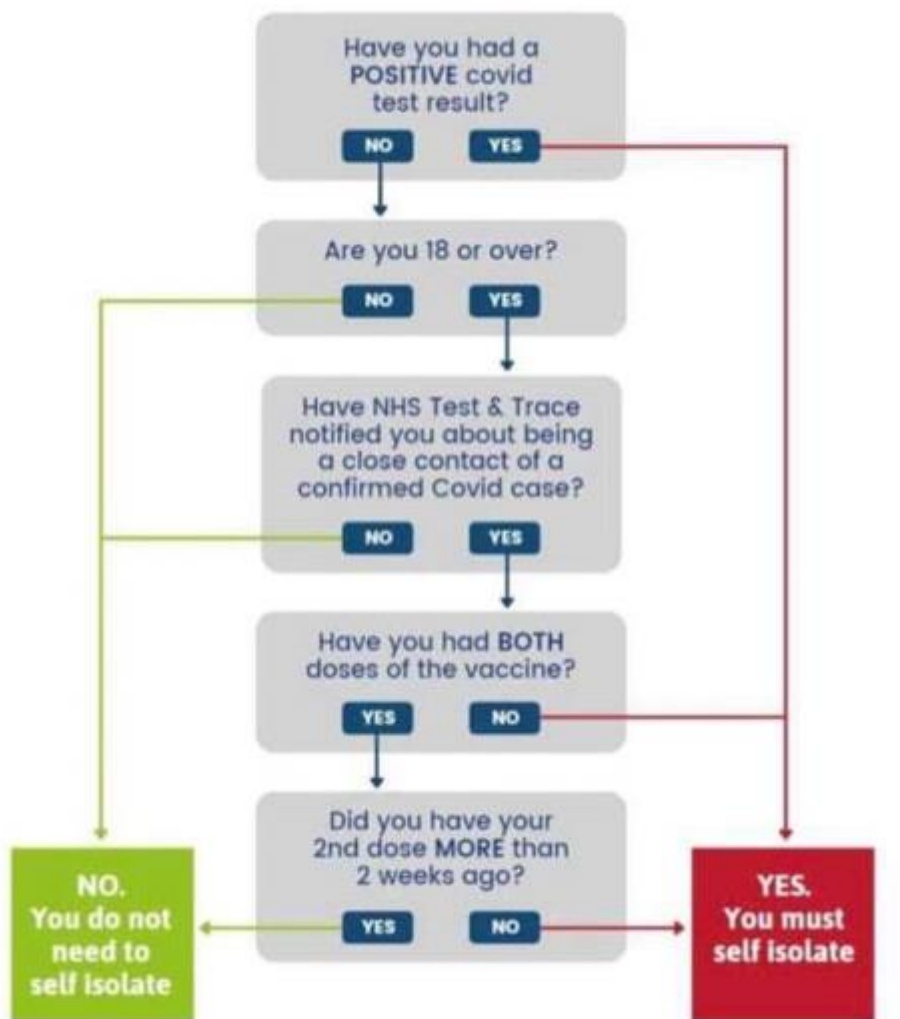 Have you had a
POSITIVE covid
test result?
NO YES
Are you 18 or over?
NO YES
Have NHS Test & Trace
notified you about being
a close contact of a
confirmed Covid case?
NO YES
Have you had BOTH
doses of the vaccine?
YES NO
Did you have your
2nd dose MORE than
2 weeks ago?
YES NO
NO.
You do not
need to
self isolate
YES.
You must
self isolate